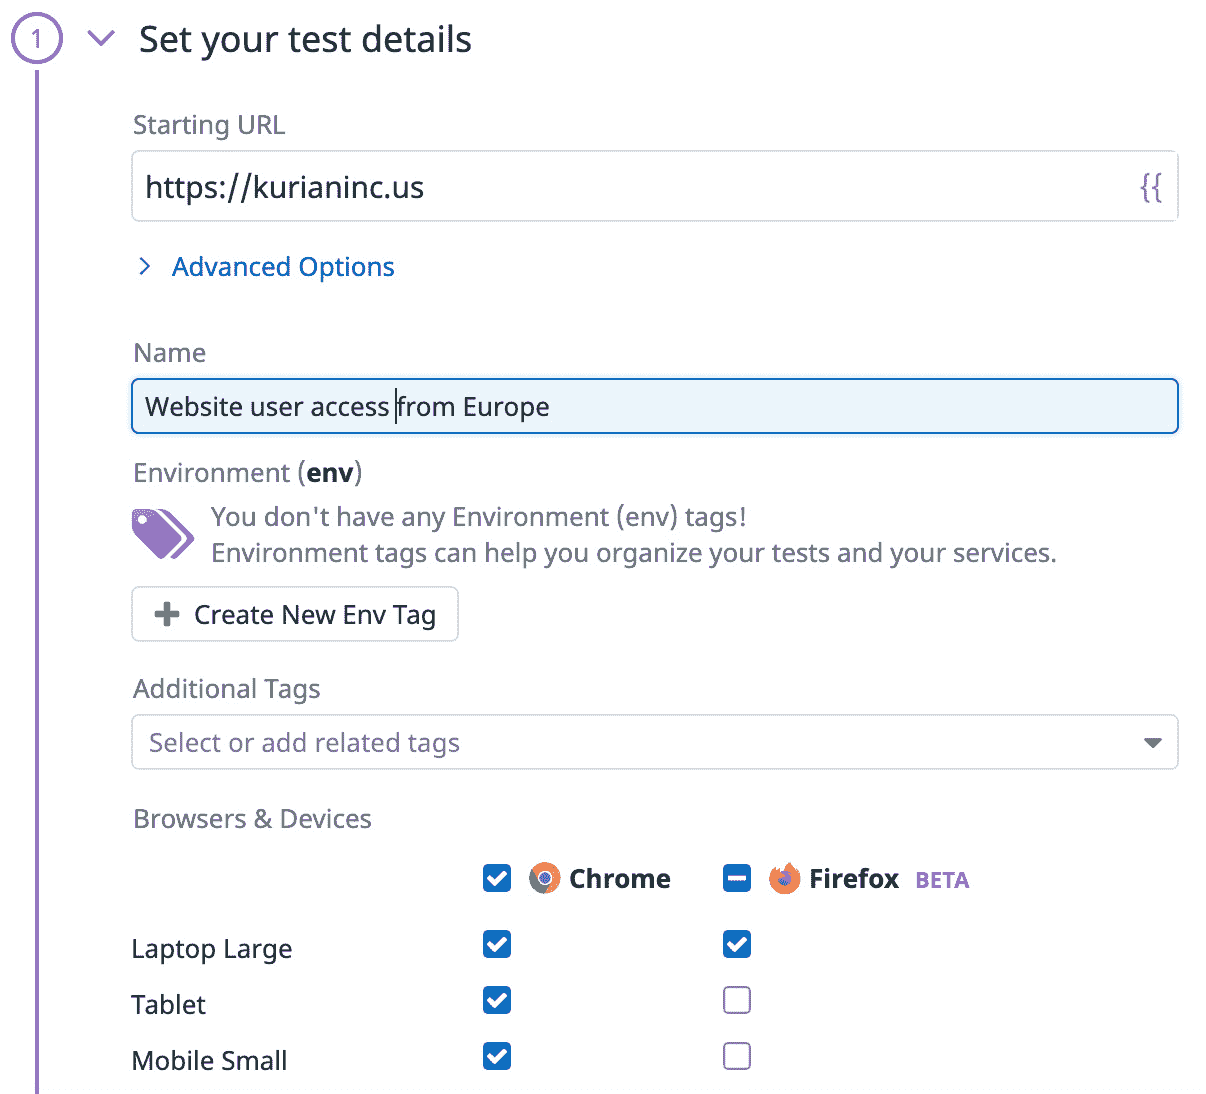 1
Set your test details
Starting URL
https://kurianinc.us {{
Advanced Options
Name
Website user access from Europe
Environment (env)
You don't have any Environment (env) tags!
Environment tags can help you organize your tests and your services.
Create New Env Tag
Additional Tags
Select or add related tags
Browsers & Devices
Chrome Firefox BETA
Laptop Large
Tablet
Mobile Small